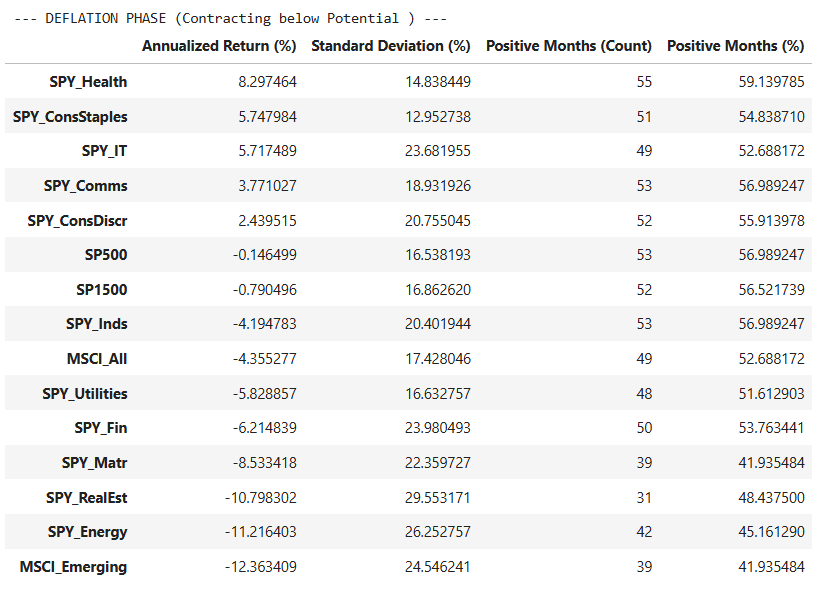 --- DEFLATION PHASE (Contracting below Potential ) ---
Annualized Return (%) Standard Deviation (%) Positive Months (Count) Positive Months (%)
SPY_Health 8.297464 14.838449 55 59.139785
SPY_ConsStaples 5.747984 12.952738 51 54.838710
SPY_IT 5.717489 23.681955 49 52.688172
SPY_Comms 3.771027 18.931926 53 56.989247
SPY_ConsDiscr 2.439515 20.755045 52 55.913978
SP500 -0.146499 16.538193 53 56.989247
SP1500 -0.790496 16.862620 52 56.521739
SPY_Inds -4.194783 20.401944 53 56.989247
MSCI_All -4.355277 17.428046 49 52.688172
SPY_Utilities -5.828857 16.632757 48 51.612903
SPY_Fin -6.214839 23.980493 50 53.763441
SPY_Matr -8.533418 22.359727 39 41.935484
SPY_RealEst -10.798302 29.553171 31 48.437500
SPY_Energy -11.216403 26.252757 42 45.161290
MSCI_Emerging -12.363409 24.546241 39 41.935484